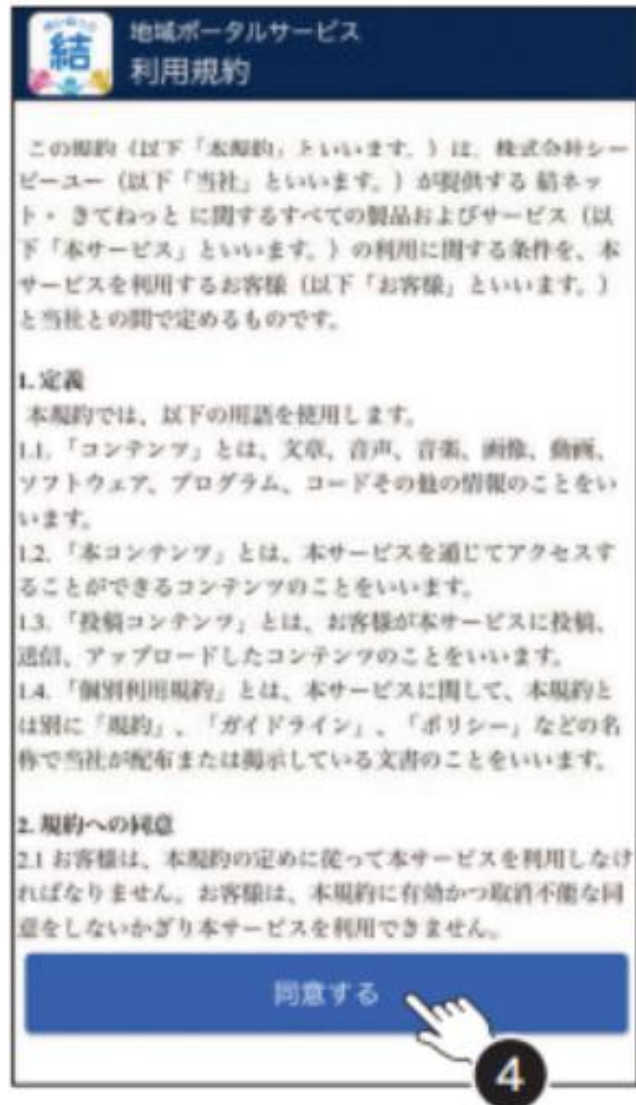 結
地域ポータルサービス
利用規約
この規約（以下「本規約」といいます。）は、株式会社シー
ピーユー（以下「当社」といいます。）が提供する 結ネッ
ト・きてねっと に関するすべての製品およびサービス（以
下「本サービス」といいます。）の利用に関する条件を、本
サービスを利用するお客様（以下「お客様」といいます。）
と当社との間で定めるものです。
1. 定義
本規約では、以下の用語を使用します。
1.1. 「コンテンツ」とは、文章、音声、音楽、画像、動画、
ソフトウェア、プログラム、コードその他の情報のことをい
います。
1.2. 「本コンテンツ」とは、本サービスを通じてアクセスす
ることができるコンテンツのことをいいます。
1.3. 「投稿コンテンツ」とは、お客様が本サービスに投稿、
送信、アップロードしたコンテンツのことをいいます。
1.4. 「個別利用規約」とは、本サービスに関して、本規約と
は別に「規約」、「ガイドライン」、「ポリシー」などの名
称で当社が配布または掲示している文書のことをいいます。
2. 規約への同意
2.1 お客様は、本規約の定めに従って本サービスを利用しなけ
ればなりません。お客様は、本規約に有効かつ取消不能な同
意をしないかぎり本サービスを利用できません。
同意する
4